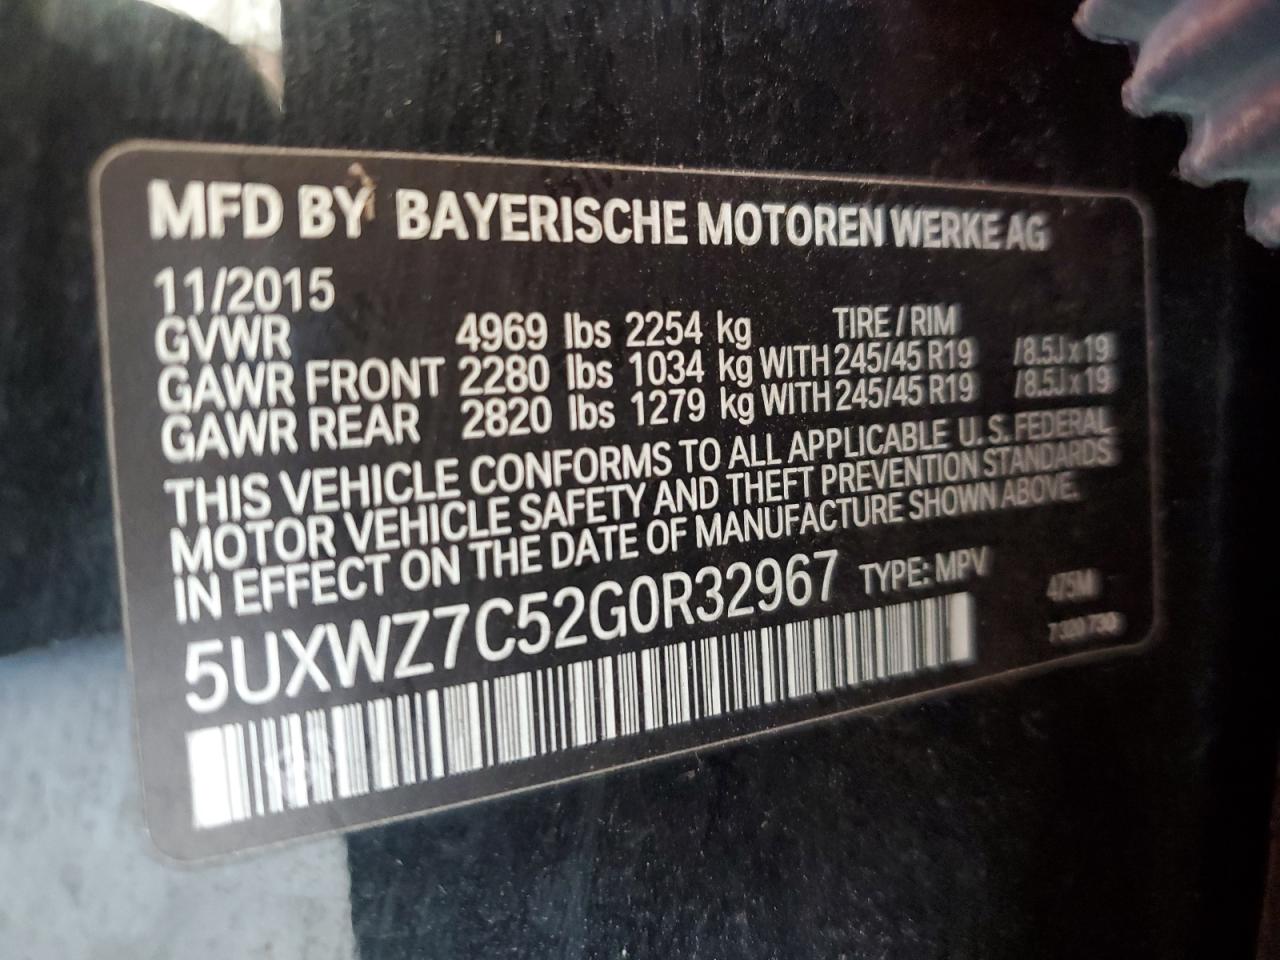 MFD BY BAYERISCHE MOTOREN WERKE AG
11/2015
GVWR 4969 lbs 2254 kg TIRE / RIM
GAWR FRONT 2280 lbs 1034 kg WITH 245/45 R19 /8.5J x 19
GAWR REAR 2820 lbs 1279 kg WITH 245/45 R19 /8.5J x 19
THIS VEHICLE CONFORMS TO ALL APPLICABLE U.S. FEDERAL
MOTOR VEHICLE SAFETY AND THEFT PREVENTION STANDARDS
IN EFFECT ON THE DATE OF MANUFACTURE SHOWN ABOVE.
5UXWZ7C52G0R32967 TYPE: MPV
475M